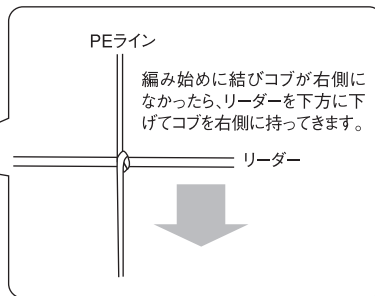 PEライン
編み始めに結びコブが右側に
なかったら、リーダーを下方に下
げてコブを右側に持ってきます。
リーダー